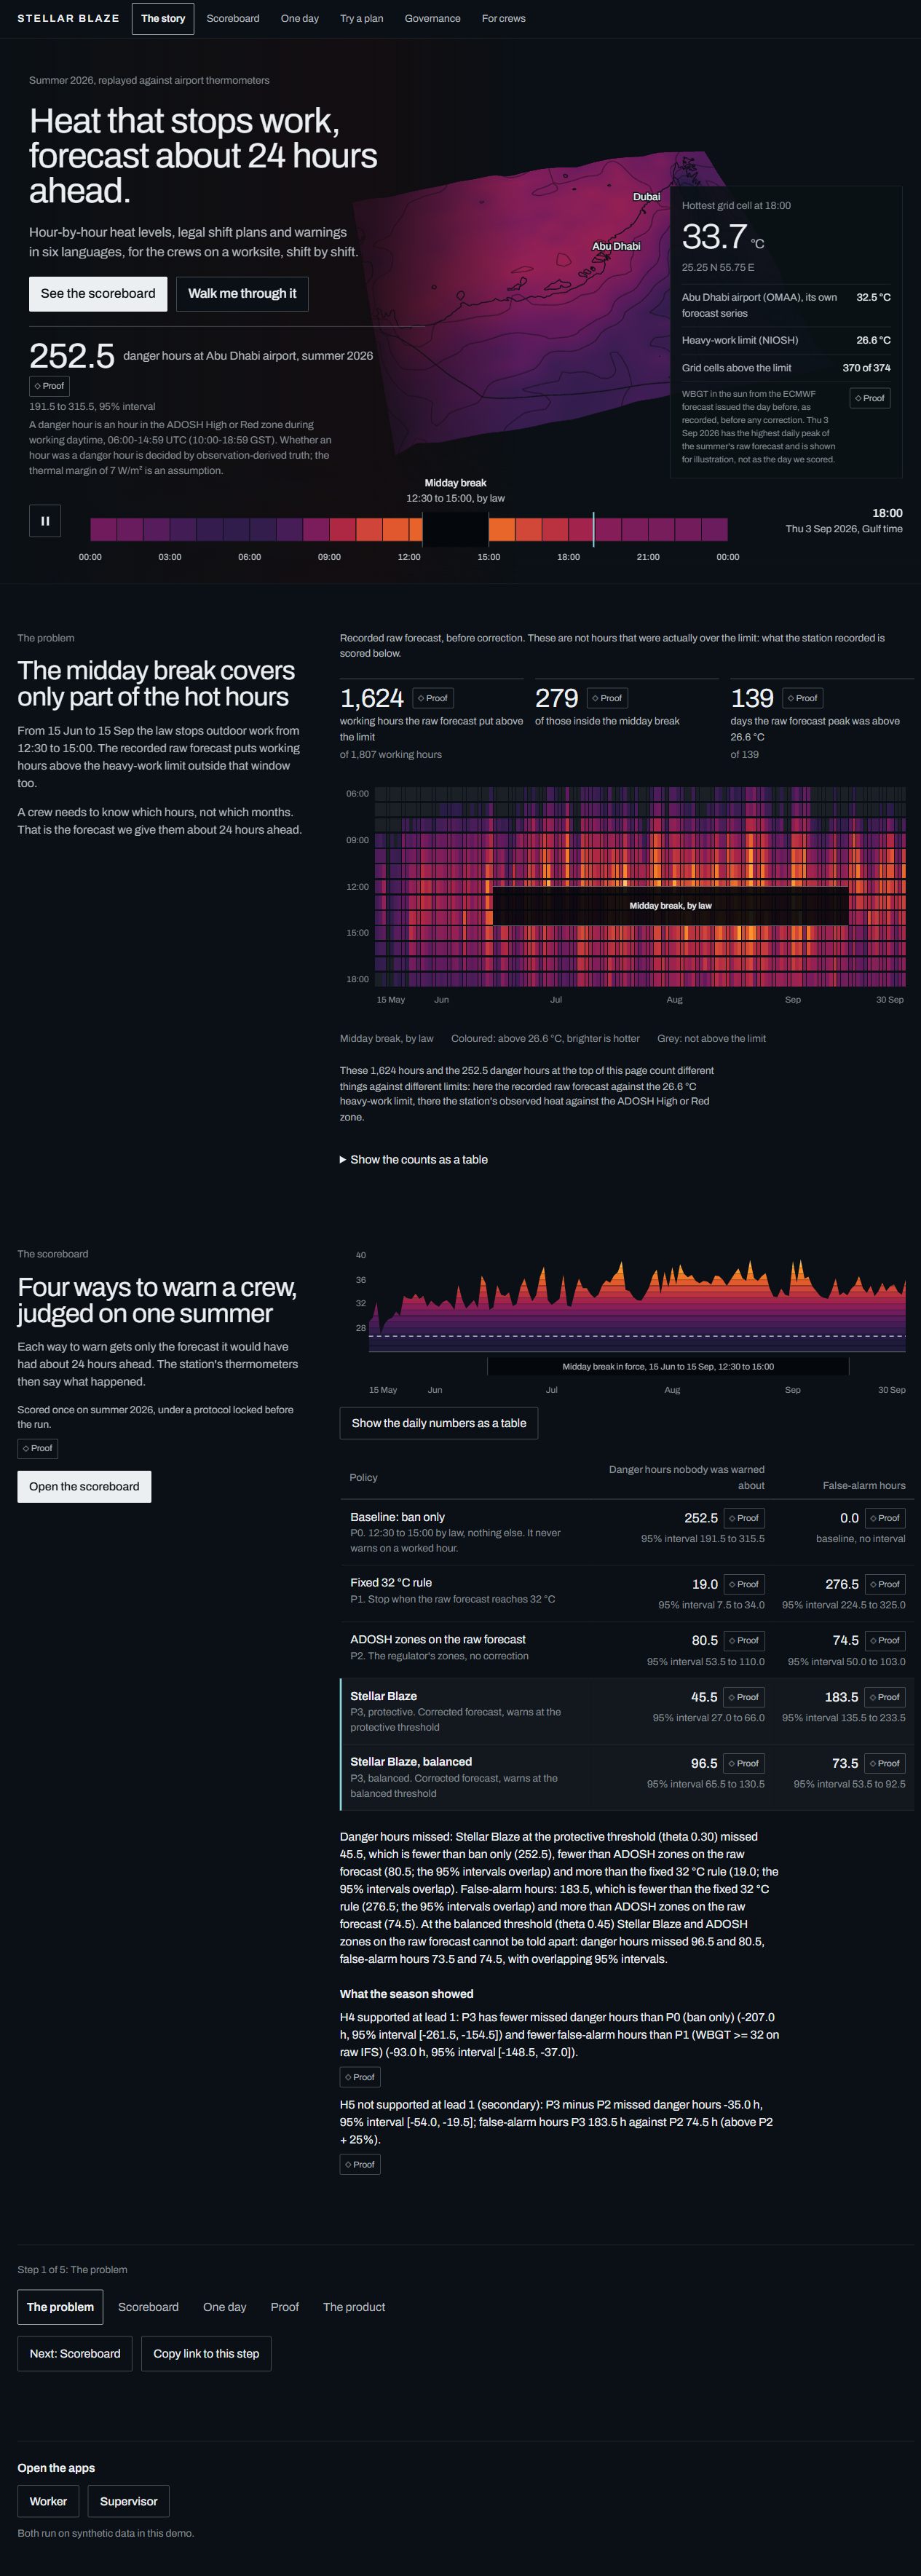 STELLAR BLAZE
The story
Scoreboard
One day
Try a plan
Governance
For crews
Summer 2026, replayed against airport thermometers
Heat that stops work,
forecast about 24 hours
ahead.
Hour-by-hour heat levels, legal shift plans and warnings
in six languages, for the crews on a worksite, shift by shift.
See the scoreboard
Walk me through it
252.5 danger hours at Abu Dhabi airport, summer 2026
◇ Proof
191.5 to 315.5, 95% interval
A danger hour is an hour in the ADOSH High or Red zone during
working daytime, 06:00-14:59 UTC (10:00-18:59 GST). Whether an
hour was a danger hour is decided by observation-derived truth; the
thermal margin of 7 W/m² is an assumption.
Dubai
Abu Dhabi
Hottest grid cell at 18:00
33.7 °C
25.25 N 55.75 E
Abu Dhabi airport (OMAA), its own
forecast series
32.5 °C
Heavy-work limit (NIOSH)
26.6 °C
Grid cells above the limit
370 of 374
WBGT in the sun from the ECMWF
forecast issued the day before, as
recorded, before any correction. Thu 3
Sep 2026 has the highest daily peak of
the summer's raw forecast and is shown
for illustration, not as the day we scored.
◇ Proof
Midday break
12:30 to 15:00, by law
00:00
03:00
06:00
09:00
12:00
15:00
18:00
21:00
00:00
18:00
Thu 3 Sep 2026, Gulf time
The problem
The midday break covers
only part of the hot hours
From 15 Jun to 15 Sep the law stops outdoor work from
12:30 to 15:00. The recorded raw forecast puts working
hours above the heavy-work limit outside that window
too.
A crew needs to know which hours, not which months.
That is the forecast we give them about 24 hours ahead.
Recorded raw forecast, before correction. These are not hours that were actually over the limit: what the station recorded is
scored below.
1,624 ◇ Proof
working hours the raw forecast put above
the limit
of 1,807 working hours
279 ◇ Proof
of those inside the midday break
139 ◇ Proof
days the raw forecast peak was above
26.6 °C
of 139
06:00
09:00
12:00
15:00
18:00
Midday break, by law
15 May
Jun
Jul
Aug
Sep
30 Sep
Midday break, by law
Coloured: above 26.6 °C, brighter is hotter
Grey: not above the limit
These 1,624 hours and the 252.5 danger hours at the top of this page count different
things against different limits: here the recorded raw forecast against the 26.6 °C
heavy-work limit, there the station's observed heat against the ADOSH High or Red
zone.
▶ Show the counts as a table
The scoreboard
Four ways to warn a crew,
judged on one summer
Each way to warn gets only the forecast it would have
had about 24 hours ahead. The station's thermometers
then say what happened.
Scored once on summer 2026, under a protocol locked before
the run.
◇ Proof
Open the scoreboard
40
36
32
28
Midday break in force, 15 Jun to 15 Sep, 12:30 to 15:00
15 May
Jun
Jul
Aug
Sep
30 Sep
Show the daily numbers as a table
Policy
Danger hours nobody was warned
about
False-alarm hours
Baseline: ban only
P0. 12:30 to 15:00 by law, nothing else. It never
warns on a worked hour.
252.5 ◇ Proof
95% interval 191.5 to 315.5
0.0 ◇ Proof
baseline, no interval
Fixed 32 °C rule
P1. Stop when the raw forecast reaches 32 °C
19.0 ◇ Proof
95% interval 7.5 to 34.0
276.5 ◇ Proof
95% interval 224.5 to 325.0
ADOSH zones on the raw forecast
P2. The regulator's zones, no correction
80.5 ◇ Proof
95% interval 53.5 to 110.0
74.5 ◇ Proof
95% interval 50.0 to 103.0
Stellar Blaze
P3, protective. Corrected forecast, warns at the
protective threshold
45.5 ◇ Proof
95% interval 27.0 to 66.0
183.5 ◇ Proof
95% interval 135.5 to 233.5
Stellar Blaze, balanced
P3, balanced. Corrected forecast, warns at the
balanced threshold
96.5 ◇ Proof
95% interval 65.5 to 130.5
73.5 ◇ Proof
95% interval 53.5 to 92.5
Danger hours missed: Stellar Blaze at the protective threshold (theta 0.30) missed
45.5, which is fewer than ban only (252.5), fewer than ADOSH zones on the raw
forecast (80.5; the 95% intervals overlap) and more than the fixed 32 °C rule (19.0; the
95% intervals overlap). False-alarm hours: 183.5, which is fewer than the fixed 32 °C
rule (276.5; the 95% intervals overlap) and more than ADOSH zones on the raw
forecast (74.5). At the balanced threshold (theta 0.45) Stellar Blaze and ADOSH
zones on the raw forecast cannot be told apart: danger hours missed 96.5 and 80.5,
false-alarm hours 73.5 and 74.5, with overlapping 95% intervals.
What the season showed
H4 supported at lead 1: P3 has fewer missed danger hours than P0 (ban only) (-207.0
h, 95% interval [-261.5, -154.5]) and fewer false-alarm hours than P1 (WBGT >= 32 on
raw IFS) (-93.0 h, 95% interval [-148.5, -37.0]).
◇ Proof
H5 not supported at lead 1 (secondary): P3 minus P2 missed danger hours -35.0 h,
95% interval [-54.0, -19.5]; false-alarm hours P3 183.5 h against P2 74.5 h (above P2
+ 25%).
◇ Proof
Step 1 of 5: The problem
The problem
Scoreboard
One day
Proof
The product
Next: Scoreboard
Copy link to this step
Open the apps
Worker
Supervisor
Both run on synthetic data in this demo.